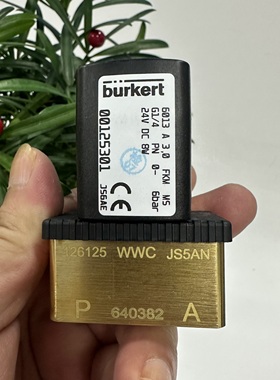 bürkert
6013 A 3,0 FKM MS
G1/4 PN 0- 6bar
24V DC 8W
00125301
CE
JS6AE
126125 WWC JS5AN
P 640382 A